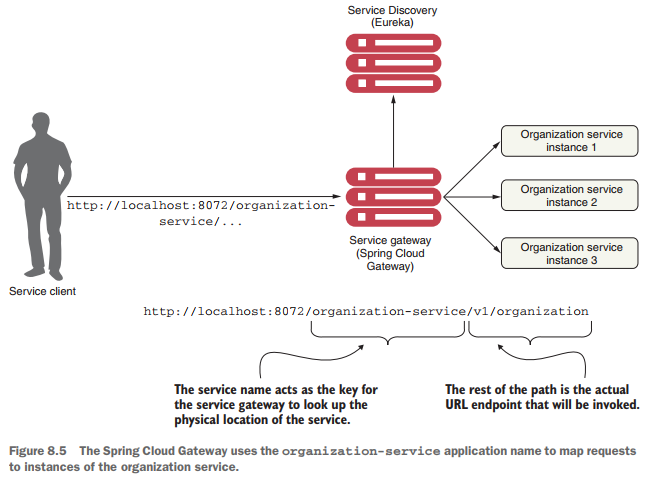 Service Discovery
(Eureka)
Organization service
instance 1
http://localhost:8072/organization-
service/...
Organization service
instance 2
Service gateway
(Spring Cloud
Gateway)
Organization service
instance 3
Service client
http://localhost:8072/organization-service/v1/organization
The service name acts as the key for
the service gateway to look up the
physical location of the service.
The rest of the path is the actual
URL endpoint that will be invoked.
Figure 8.5 The Spring Cloud Gateway uses the organization-service application name to map requests
to instances of the organization service.